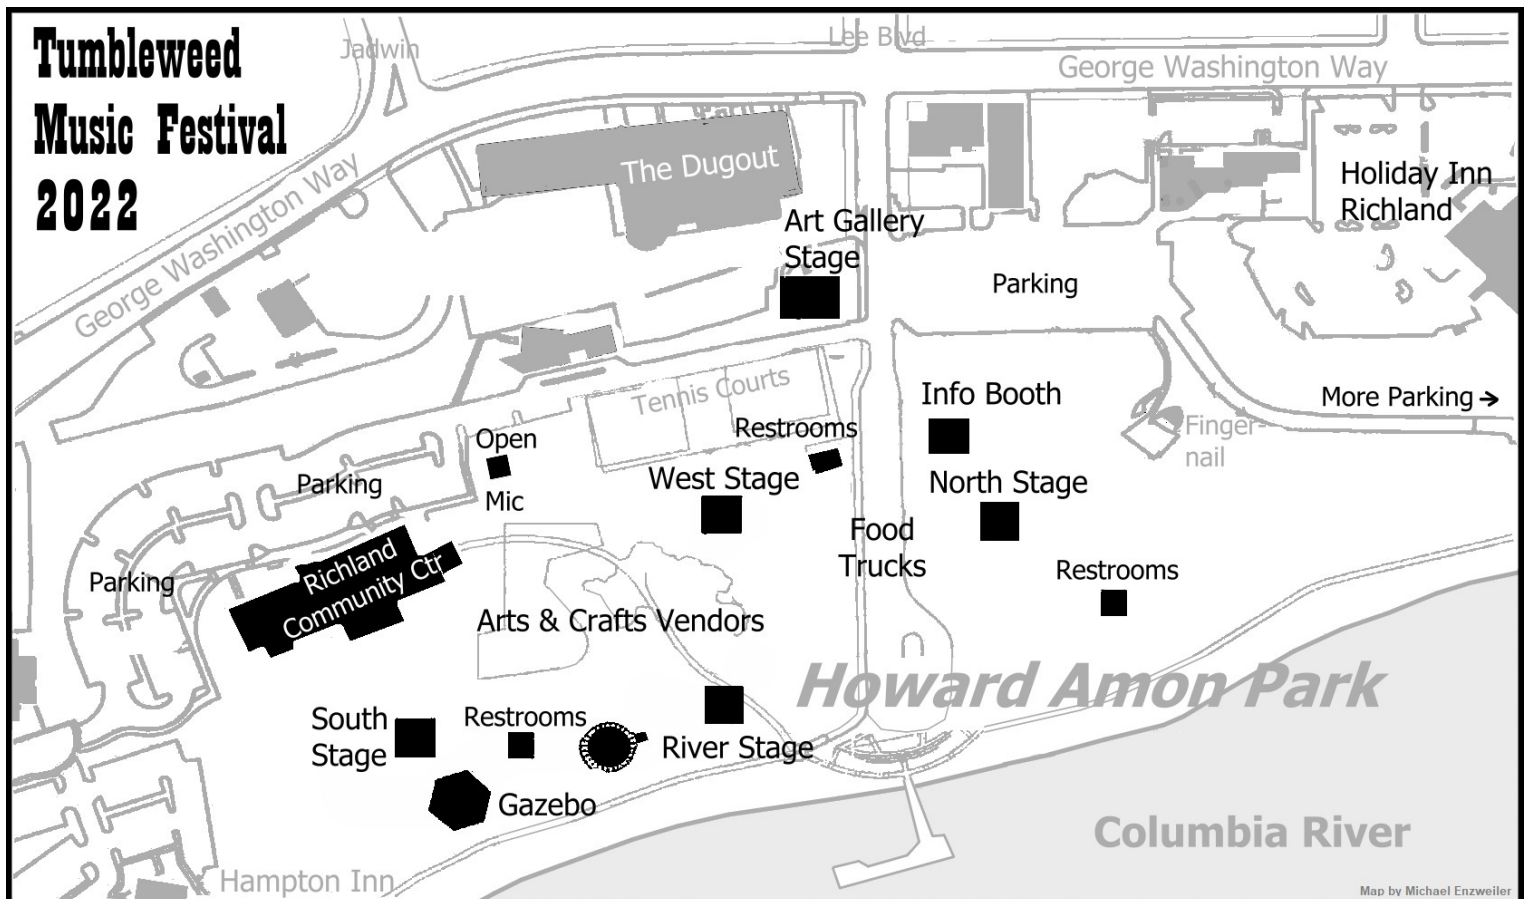 Tumbleweed
Music Festival
2022
Jadwin
Lee Blvd
George Washington Way
George Washington Way
The Dugout
Holiday Inn
Richland
Art Gallery
Stage
Parking
Tennis Courts
Info Booth
More Parking →
Restrooms
Finger-
nail
Open
Mic
Parking
West Stage
North Stage
Food
Trucks
Richland
Community Ctr
Parking
Restrooms
Arts & Crafts Vendors
Howard Amon Park
South
Stage
Restrooms
River Stage
Gazebo
Columbia River
Hampton Inn
Map by Michael Enzweiler